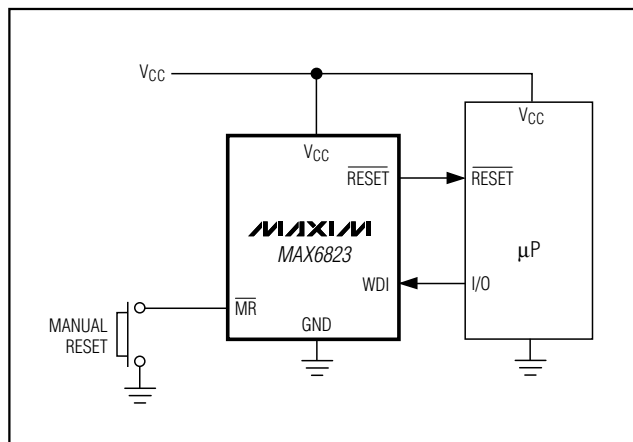 VCC
VCC
VCC
RESET
RESET
MAXIM
MAX6823
µP
WDI
I/O
MR
GND
MANUAL
RESET